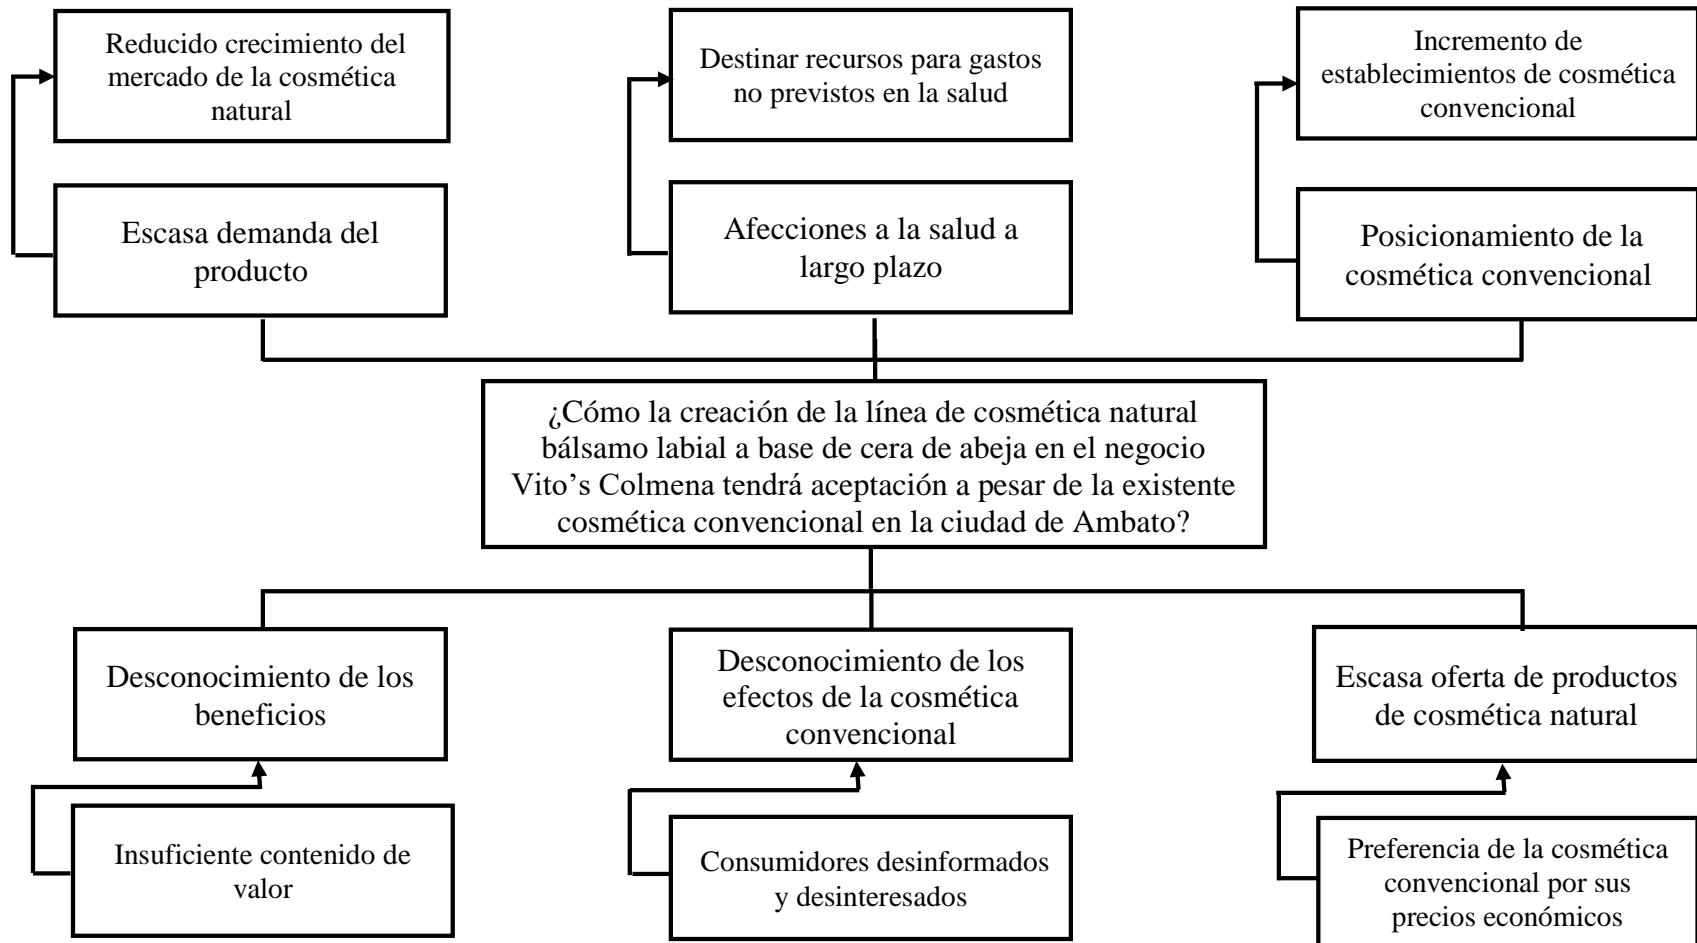 Reducido crecimiento del
mercado de la cosmética
natural
Destinar recursos para gastos
no previstos en la salud
Incremento de
establecimientos de cosmética
convencional
Escasa demanda del
producto
Afecciones a la salud a
largo plazo
Posicionamiento de la
cosmética convencional
¿Cómo la creación de la línea de cosmética natural
bálsamo labial a base de cera de abeja en el negocio
Vito’s Colmena tendrá aceptación a pesar de la existente
cosmética convencional en la ciudad de Ambato?
Desconocimiento de los
beneficios
Desconocimiento de los
efectos de la cosmética
convencional
Escasa oferta de productos
de cosmética natural
Insuficiente contenido de
valor
Consumidores desinformados
y desinteresados
Preferencia de la cosmética
convencional por sus
precios económicos